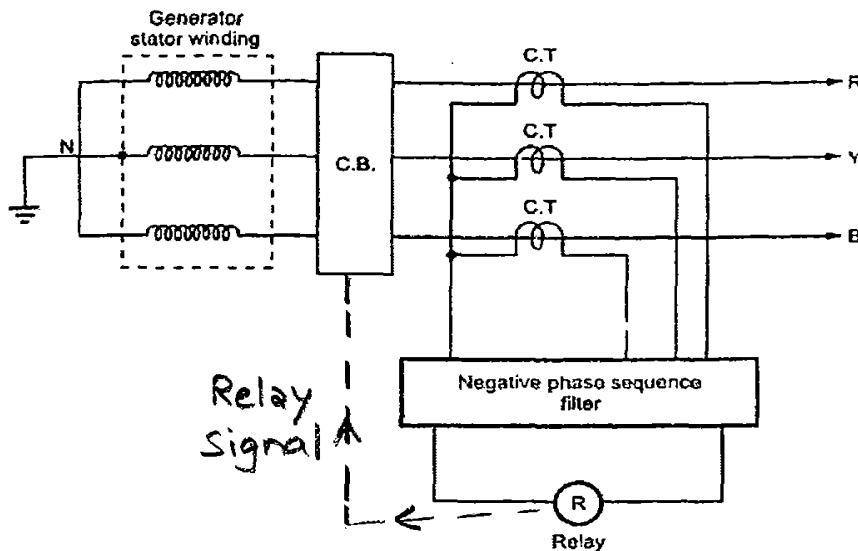 Generator
stator winding
C.T
R
N
C.T
Y
C.B.
C.T
B
Negative phase sequence
filter
Relay
signal
R
Relay